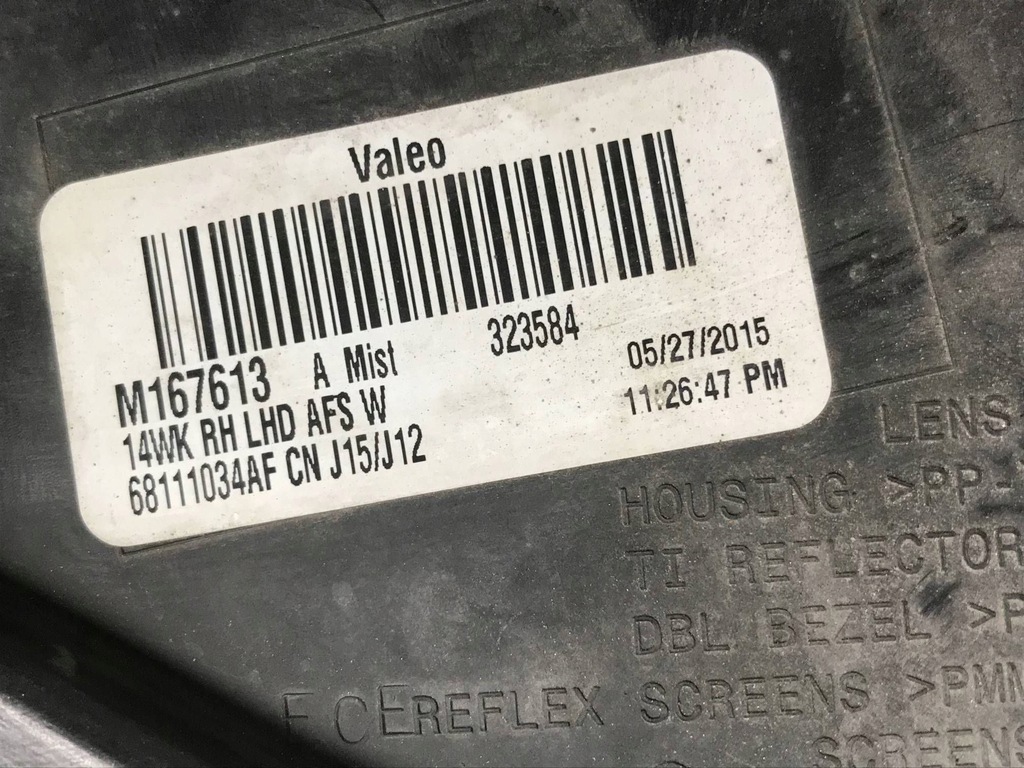 Valeo
M167613 A Mist 323584
05/27/2015
14WK RH LHD AFS W
11:26:47 PM
68111034AF CN J15/J12
LENS
HOUSING >PP-
TI REFLECTOR
DBL BEZEL >P
REFLEX SCREENS >PMM
SCREENS